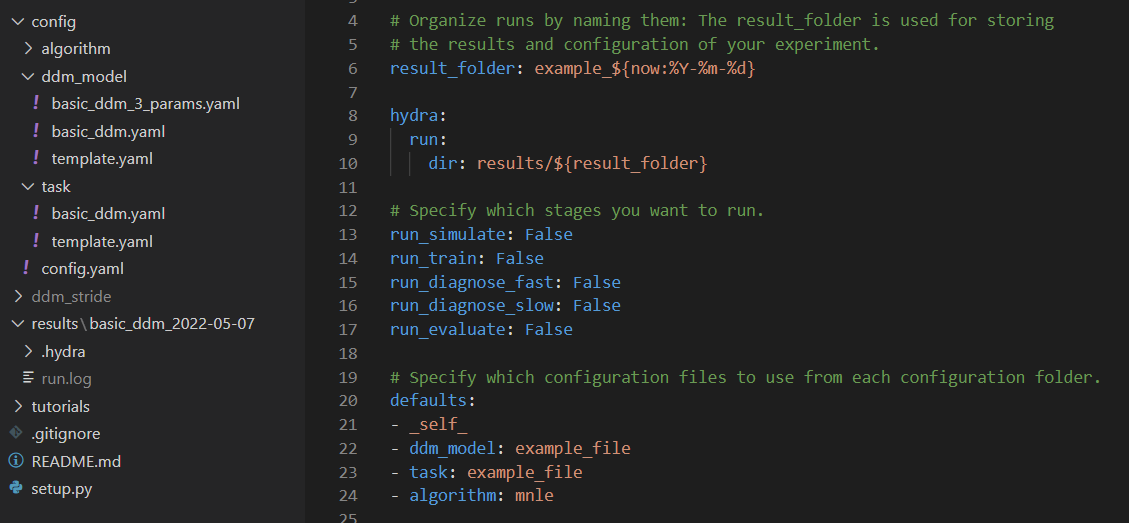 config
algorithm
ddm_model
! basic_ddm_3_params.yaml
! basic_ddm.yaml
! template.yaml
task
! basic_ddm.yaml
! template.yaml
! config.yaml
ddm_stride
results\basic_ddm_2022-05-07
.hydra
run.log
tutorials
.gitignore
README.md
setup.py
4 # Organize runs by naming them: The result_folder is used for storing
5 # the results and configuration of your experiment.
6 result_folder: example_${now:%Y-%m-%d}
7
8 hydra:
9 run:
10 dir: results/${result_folder}
11
12 # Specify which stages you want to run.
13 run_simulate: False
14 run_train: False
15 run_diagnose_fast: False
16 run_diagnose_slow: False
17 run_evaluate: False
18
19 # Specify which configuration files to use from each configuration folder.
20 defaults:
21 - _self_
22 - ddm_model: example_file
23 - task: example_file
24 - algorithm: mnle
25